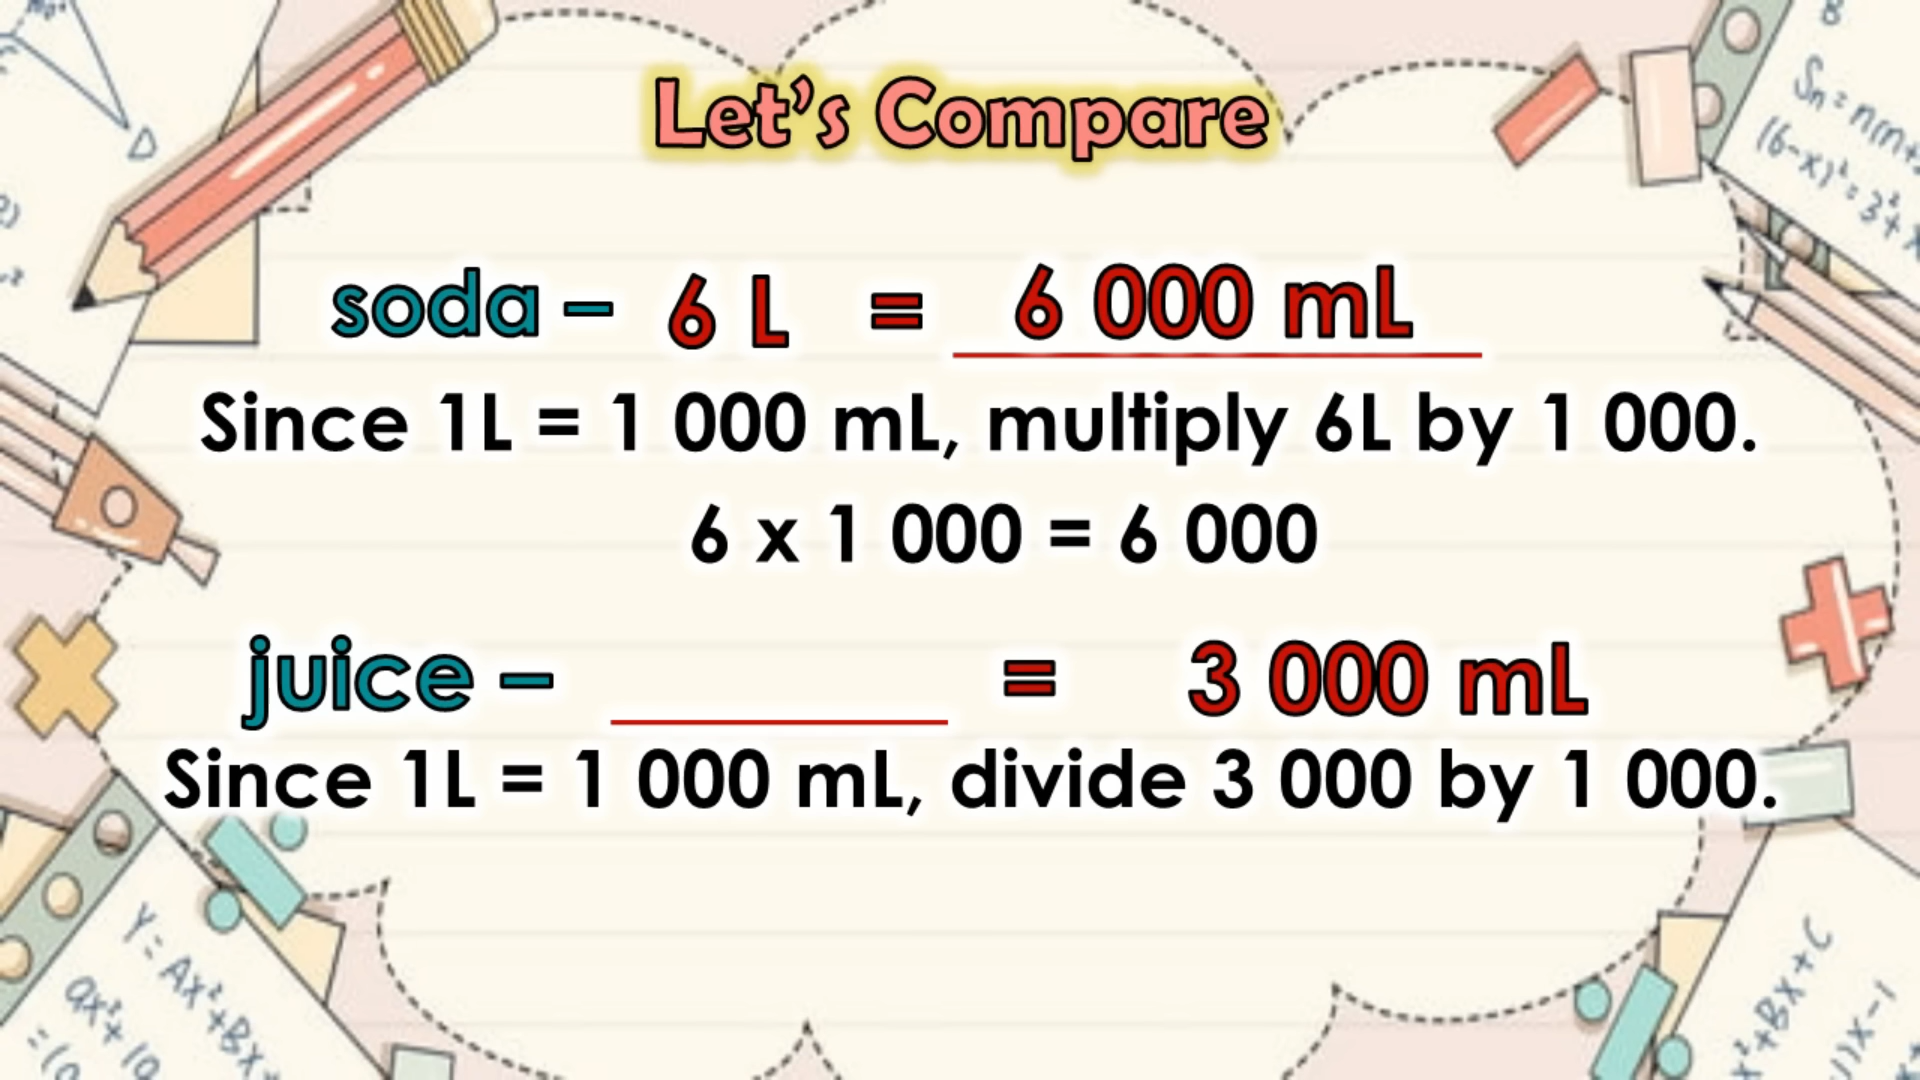 Let's Compare
soda – 6 L = 6 000 mL
Since 1L = 1 000 mL, multiply 6L by 1 000.
6 x 1 000 = 6 000
juice – = 3 000 mL
Since 1L = 1 000 mL, divide 3 000 by 1 000.